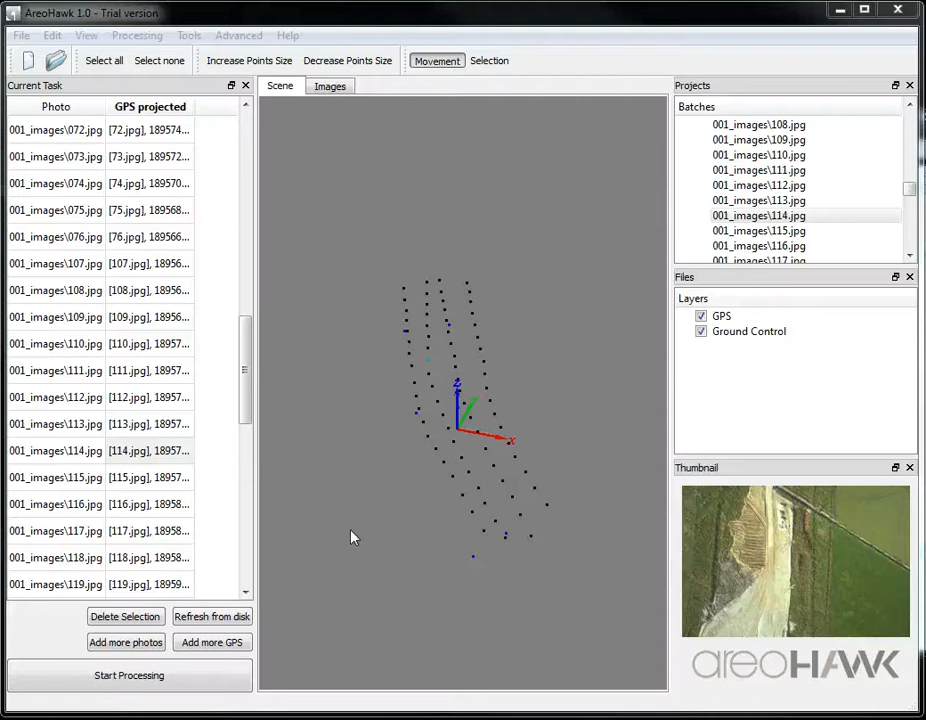 AreoHawk 1.0 - Trial version
File Edit View Processing Tools Advanced Help
Select all Select none Increase Points Size Decrease Points Size Movement Selection
Current Task
Photo GPS projected
001_images\072.jpg [72.jpg], 189574...
001_images\073.jpg [73.jpg], 189572...
001_images\074.jpg [74.jpg], 189570...
001_images\075.jpg [75.jpg], 189568...
001_images\076.jpg [76.jpg], 189566...
001_images\107.jpg [107.jpg], 18956...
001_images\108.jpg [108.jpg], 18956...
001_images\109.jpg [109.jpg], 18956...
001_images\110.jpg [110.jpg], 18956...
001_images\111.jpg [111.jpg], 18957...
001_images\112.jpg [112.jpg], 18957...
001_images\113.jpg [113.jpg], 18957...
001_images\114.jpg [114.jpg], 18957...
001_images\115.jpg [115.jpg], 18957...
001_images\116.jpg [116.jpg], 18958...
001_images\117.jpg [117.jpg], 18958...
001_images\118.jpg [118.jpg], 18958...
001_images\119.jpg [119.jpg], 18959...
Delete Selection Refresh from disk
Add more photos Add more GPS
Start Processing
Scene Images
Z
X
Projects
Batches
001_images\108.jpg
001_images\109.jpg
001_images\110.jpg
001_images\111.jpg
001_images\112.jpg
001_images\113.jpg
001_images\114.jpg
001_images\115.jpg
001_images\116.jpg
001_images\117.jpg
Files
Layers
GPS
Ground Control
Thumbnail
areoHAWK